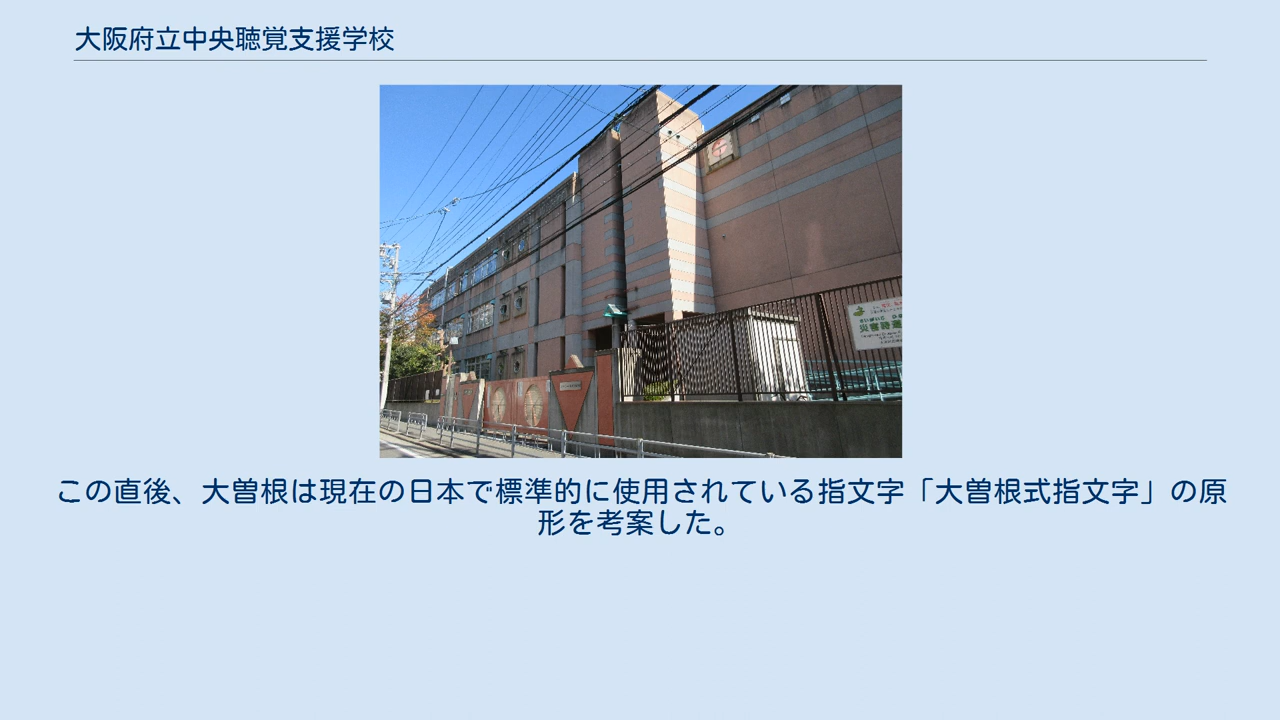 大阪府立中央聴覚支援学校
この直後、大曽根は現在の日本で標準的に使用されている指文字「大曽根式指文字」の原
形を考案した。